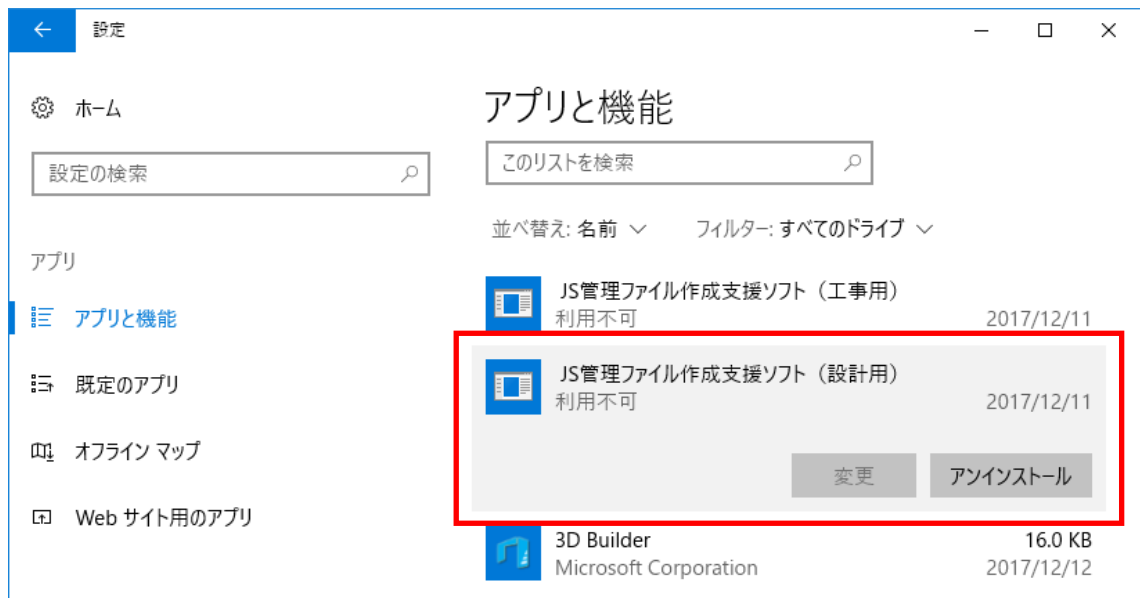 設定
ホーム
設定の検索
アプリ
アプリと機能
既定のアプリ
オフライン マップ
Web サイト用のアプリ
アプリと機能
このリストを検索
並べ替え: 名前 フィルター: すべてのドライブ
JS管理ファイル作成支援ソフト（工事用）
利用不可 2017/12/11
JS管理ファイル作成支援ソフト（設計用）
利用不可 2017/12/11
変更 アンインストール
3D Builder 16.0 KB
Microsoft Corporation 2017/12/12